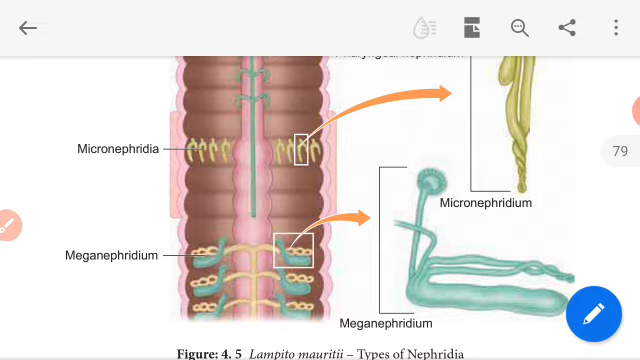 79
Micronephridia
Micronephridium
Meganephridium
Meganephridium
Figure: 4. 5 Lampito mauritii – Types of Nephridia